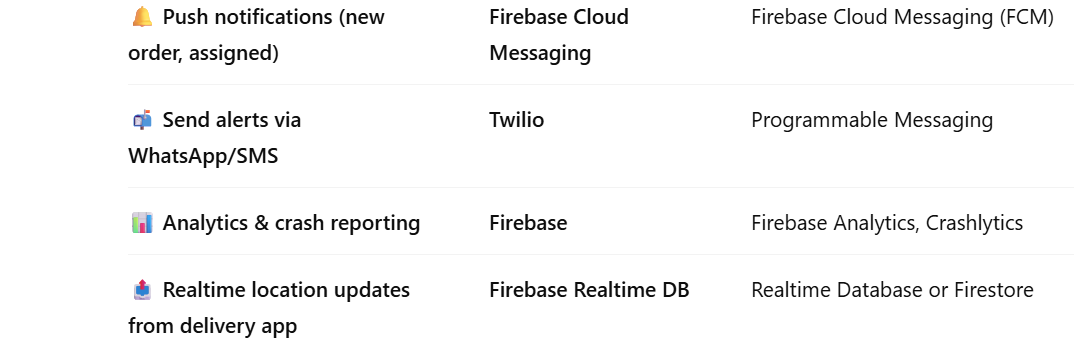 🔔 Push notifications (new order, assigned) Firebase Cloud Messaging Firebase Cloud Messaging (FCM)
📬 Send alerts via WhatsApp/SMS Twilio Programmable Messaging
📊 Analytics & crash reporting Firebase Firebase Analytics, Crashlytics
📤 Realtime location updates from delivery app Firebase Realtime DB Realtime Database or Firestore